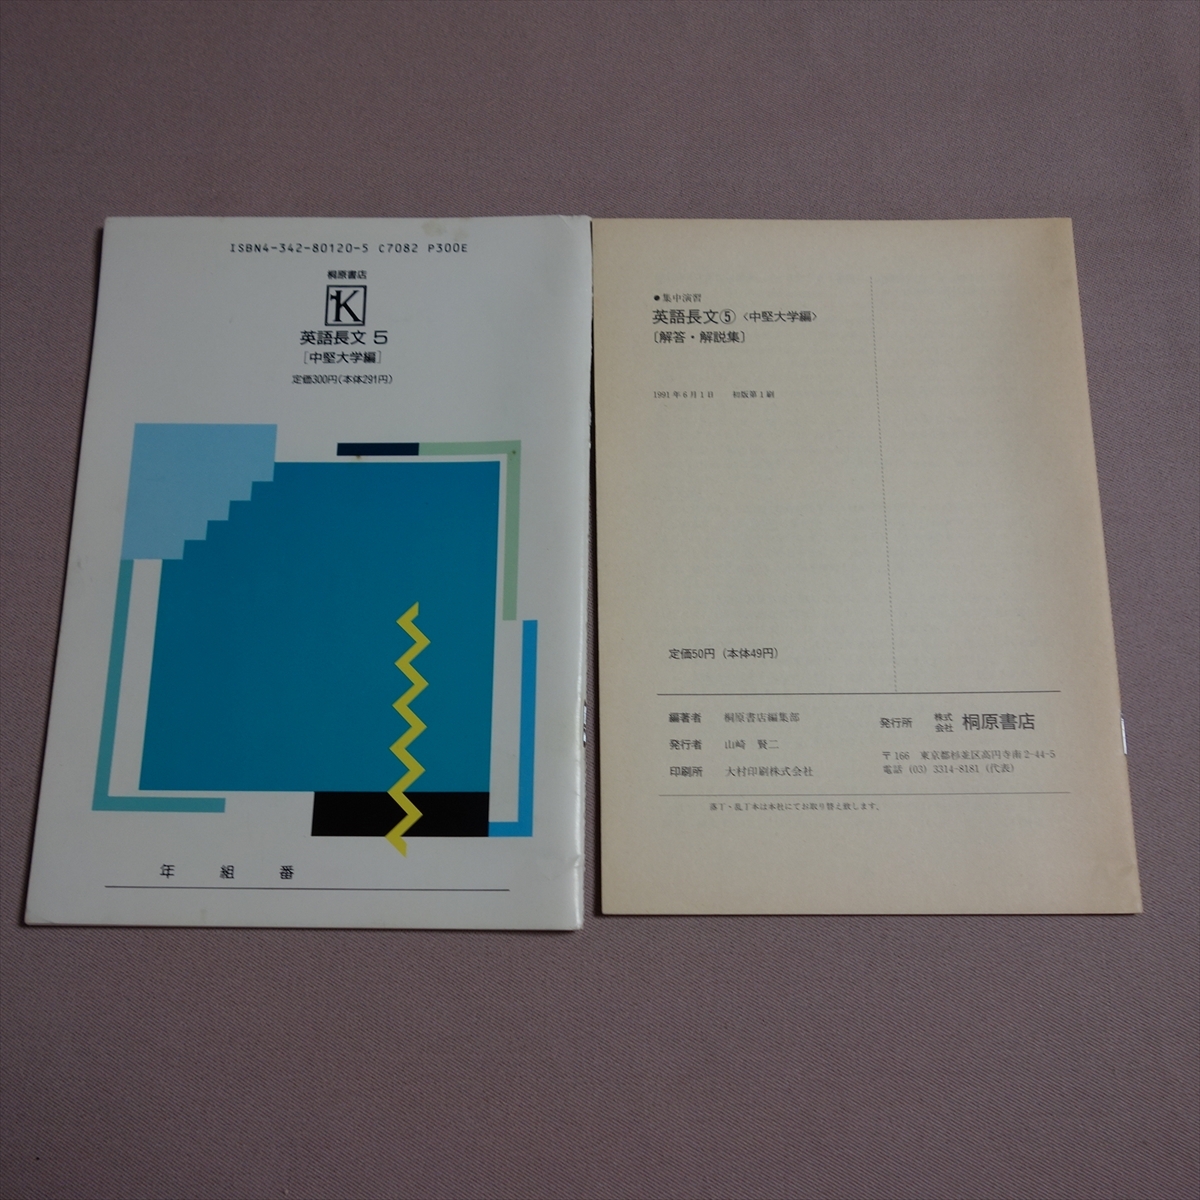 ISBN4-342-80120-5 C7082 P300E
桐原書店
K
英語長文 5
[中堅大学編]
定価300円(本体291円)
年 組 番
●集中演習
英語長文⑤〈中堅大学編〉
〔解答・解説集〕
1991年6月1日 初版第1刷
定価50円(本体49円)
編著者 桐原書店編集部
発行者 山崎 賢二
印刷所 大村印刷株式会社
発行所 株式会社 桐原書店
〒166 東京都杉並区高円寺南2-44-5
電話 (03) 3314-8181 (代表)
落丁・乱丁本は本社にてお取り替え致します。